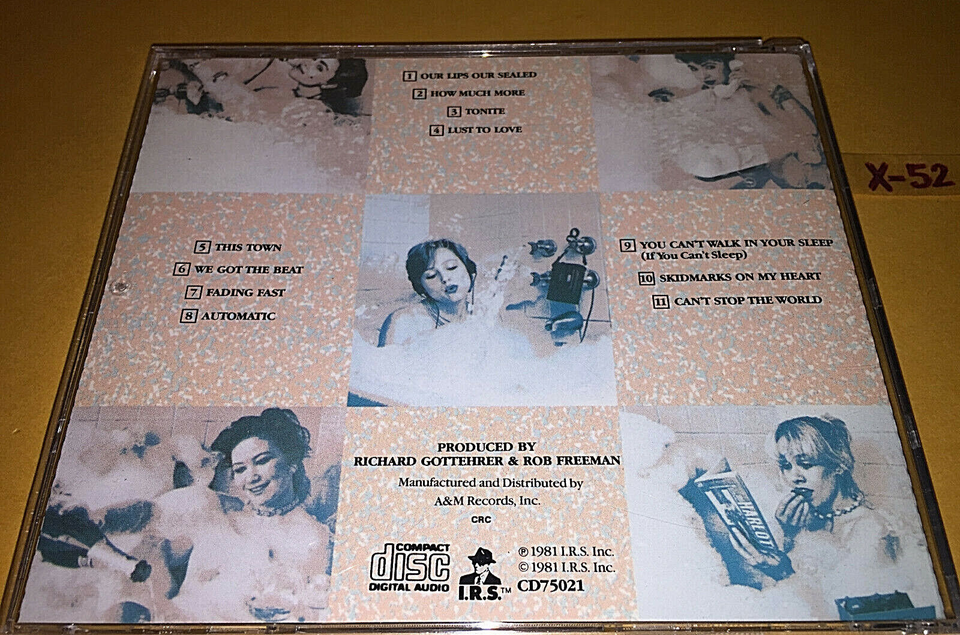 1 OUR LIPS OUR SEALED
2 HOW MUCH MORE
3 TONITE
4 LUST TO LOVE
X-52
5 THIS TOWN
6 WE GOT THE BEAT
7 FADING FAST
8 AUTOMATIC
9 YOU CAN'T WALK IN YOUR SLEEP
(If You Can't Sleep)
10 SKIDMARKS ON MY HEART
11 CAN'T STOP THE WORLD
PRODUCED BY
RICHARD GOTTEHRER & ROB FREEMAN
Manufactured and Distributed by
A&M Records, Inc.
CRC
COMPACT
disc
DIGITAL AUDIO
I.R.S.™
℗ 1981 I.R.S. Inc.
© 1981 I.R.S. Inc.
CD75021
HARLOT